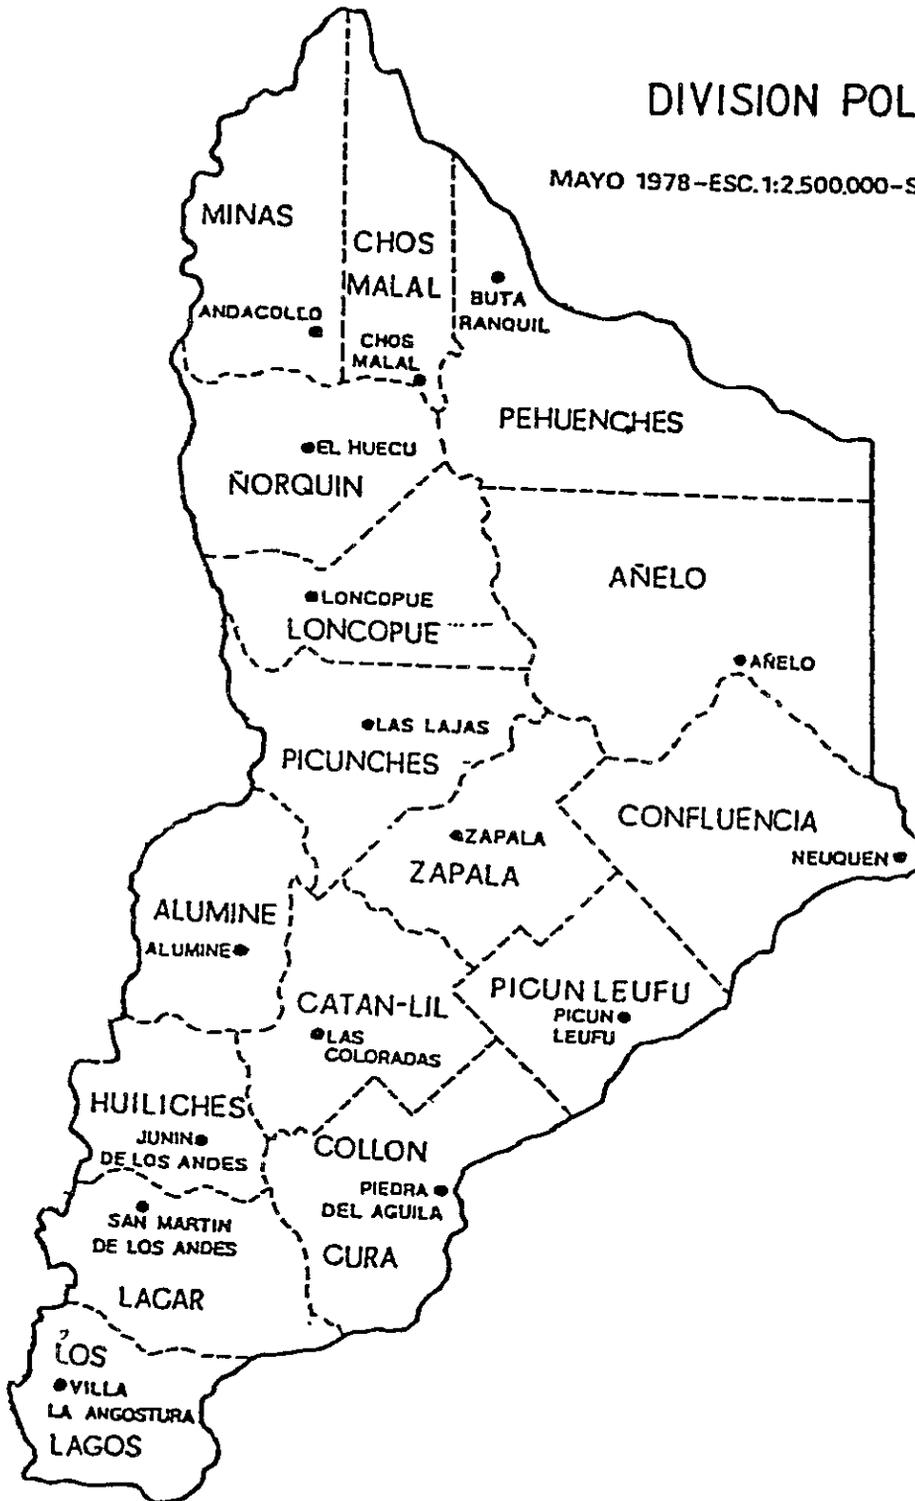 DIVISION POL
MAYO 1978-ESC.1:2.500.000-S
MINAS
CHOS
MALAL
BUTA
RANQUIL
ANDACOLLO
CHOS
MALAL
PEHUENCHES
EL HUECU
ÑORQUIN
AÑELO
LONCOPUE
LONCOPUE
AÑELO
LAS LAJAS
PICUNCHES
CONFLUENCIA
ZAPALA
NEUQUEN
ZAPALA
ALUMINE
ALUMINE
PICUN LEUFU
CATAN-LIL
PICUN
LEUFU
LAS
COLORADAS
HUILICHES
JUNIN
DE LOS ANDES
COLLON
PIEDRA
DEL AGUILA
SAN MARTIN
DE LOS ANDES
CURA
LACAR
LOS
VILLA
LA ANGOSTURA
LAGOS